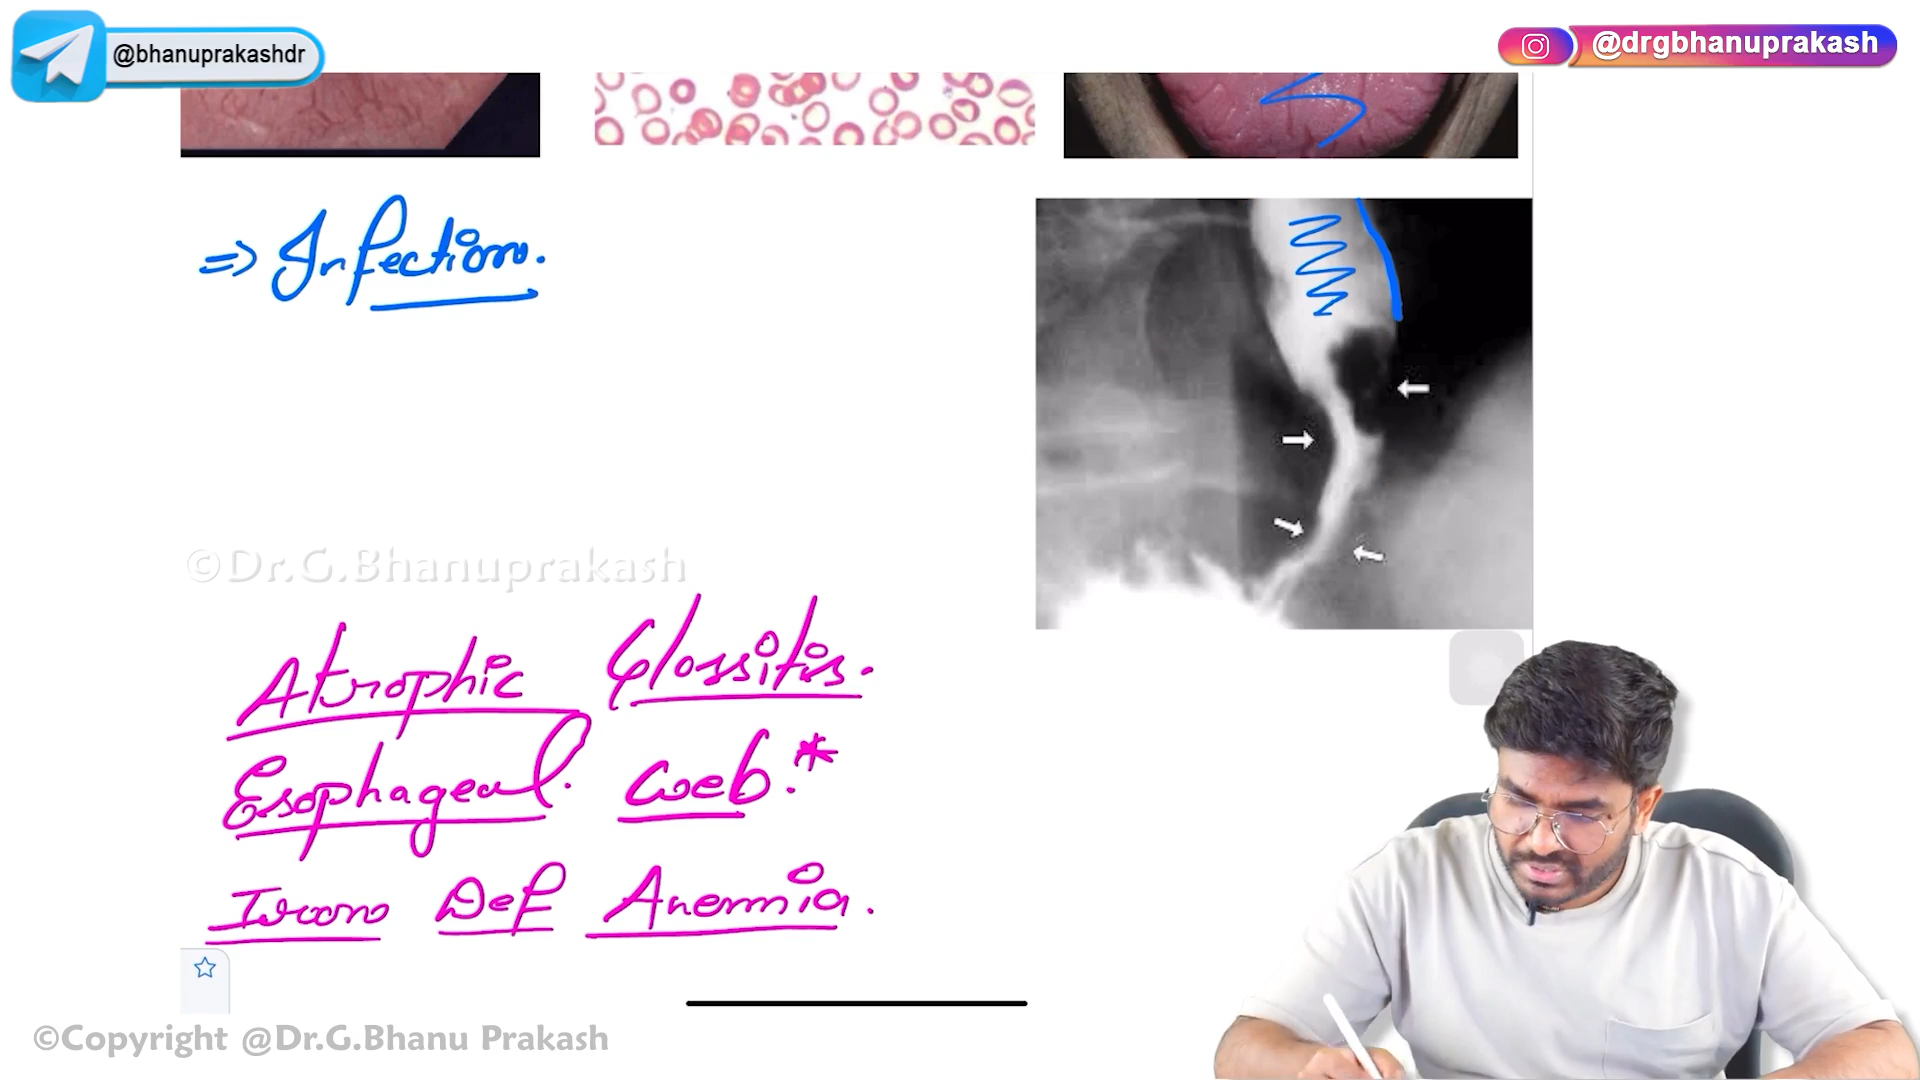 @bhanuprakashdr
@drgbhanuprakash
=> Infection.
©Dr.G.Bhanuprakash
Atrophic Glossitis.
Esophageal. web.*
Iron Def Anemia.
©Copyright @Dr.G.Bhanu Prakash